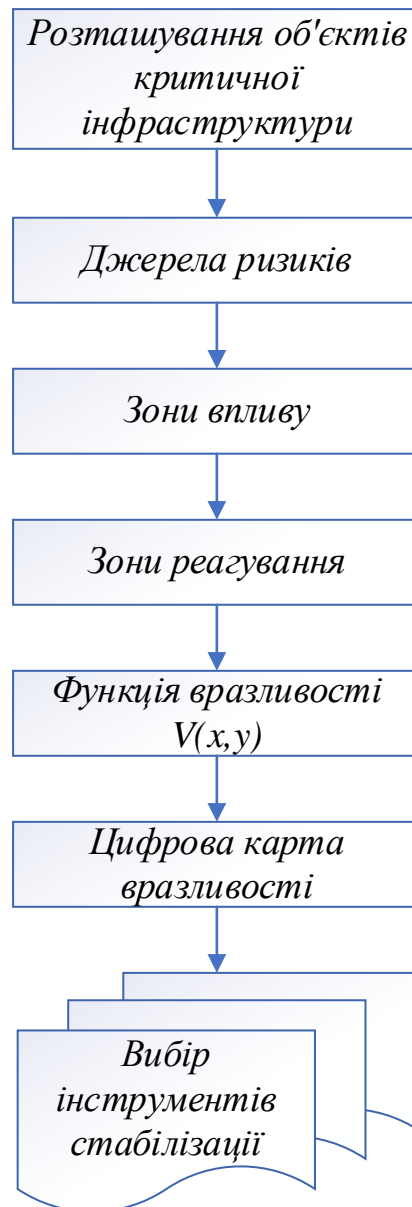 Розташування об'єктів
критичної
інфраструктури
Джерела ризиків
Зони впливу
Зони реагування
Функція вразливості
V(x,y)
Цифрова карта
вразливості
Вибір
інструментів
стабілізації